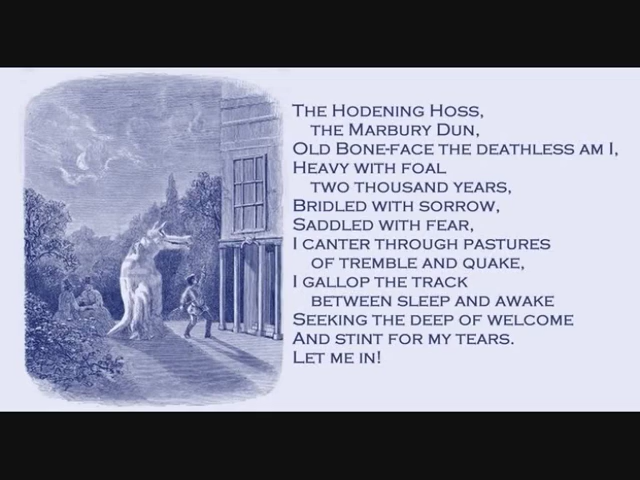 The Hodening Hoss,
the Marbury Dun,
Old Bone-face the deathless am I,
Heavy with foal
two thousand years,
Bridled with sorrow,
Saddled with fear,
I canter through pastures
of tremble and quake,
I gallop the track
between sleep and awake
Seeking the deep of welcome
And stint for my tears.
Let me in!